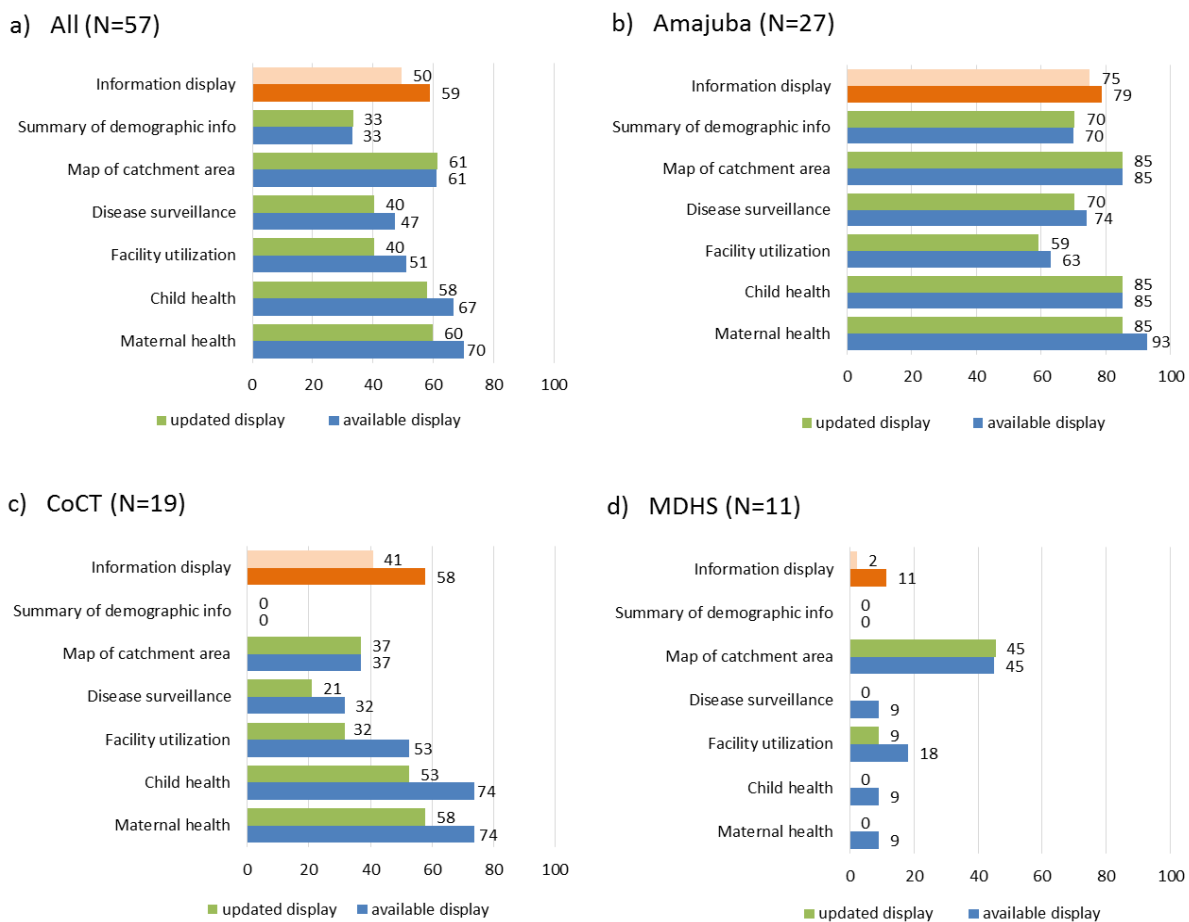 a) All (N=57)
Information display 50
59
Summary of demographic info 33
33
Map of catchment area 61
61
Disease surveillance 40
47
Facility utilization 40
51
Child health 58
67
Maternal health 60
70
0 20 40 60 80 100
updated display available display
b) Amajuba (N=27)
Information display 75
79
Summary of demographic info 70
70
Map of catchment area 85
85
Disease surveillance 70
74
Facility utilization 59
63
Child health 85
85
Maternal health 85
93
0 20 40 60 80 100
updated display available display
c) CoCT (N=19)
Information display 41
58
Summary of demographic info 0
0
Map of catchment area 37
37
Disease surveillance 21
32
Facility utilization 32
53
Child health 53
74
Maternal health 58
74
0 20 40 60 80 100
updated display available display
d) MDHS (N=11)
Information display 2
11
Summary of demographic info 0
0
Map of catchment area 45
45
Disease surveillance 0
9
Facility utilization 9
18
Child health 0
9
Maternal health 0
9
0 20 40 60 80 100
updated display available display